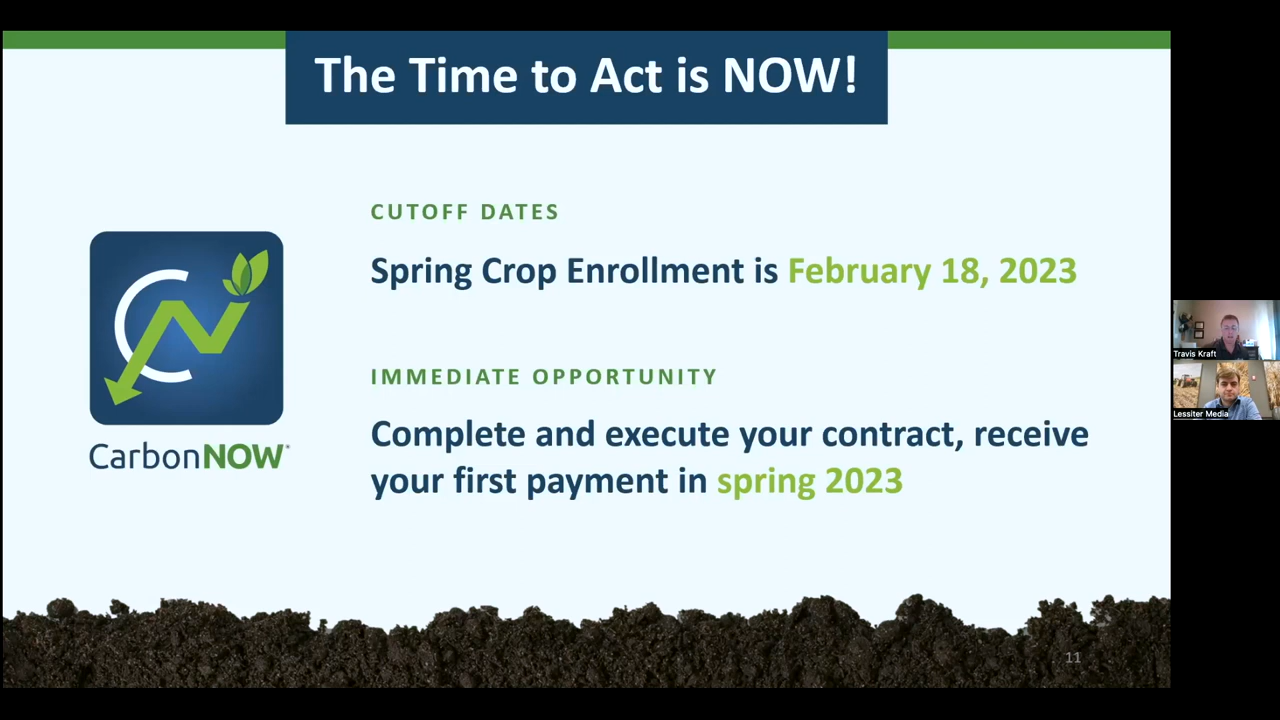 The Time to Act is NOW!
CUTOFF DATES
Spring Crop Enrollment is February 18, 2023
IMMEDIATE OPPORTUNITY
Complete and execute your contract, receive
your first payment in spring 2023
CarbonNOW®
11
Travis Kraft
Lessiter Media